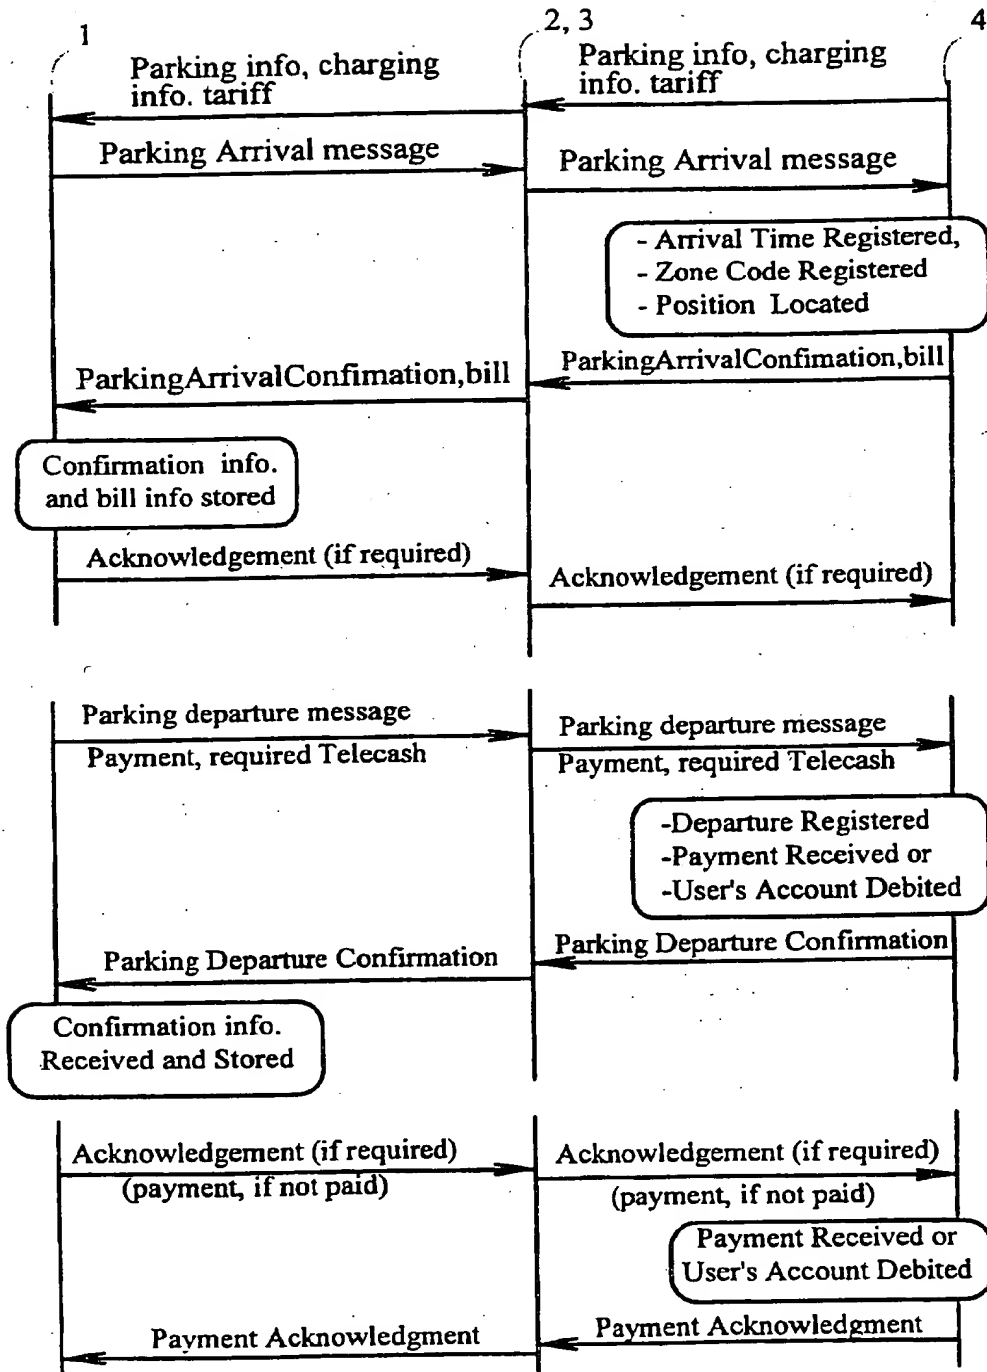 1
2, 3
4
Parking info, charging
info. tariff
Parking info, charging
info. tariff
Parking Arrival message
Parking Arrival message
- Arrival Time Registered,
- Zone Code Registered
- Position Located
ParkingArrivalConfimation,bill
ParkingArrivalConfimation,bill
Confirmation info.
and bill info stored
Acknowledgement (if required)
Acknowledgement (if required)
Parking departure message
Payment, required Telecash
Parking departure message
Payment, required Telecash
-Departure Registered
-Payment Received or
-User's Account Debited
Parking Departure Confirmation
Parking Departure Confirmation
Confirmation info.
Received and Stored
Acknowledgement (if required)
(payment, if not paid)
Acknowledgement (if required)
(payment, if not paid)
Payment Received or
User's Account Debited
Payment Acknowledgment
Payment Acknowledgment